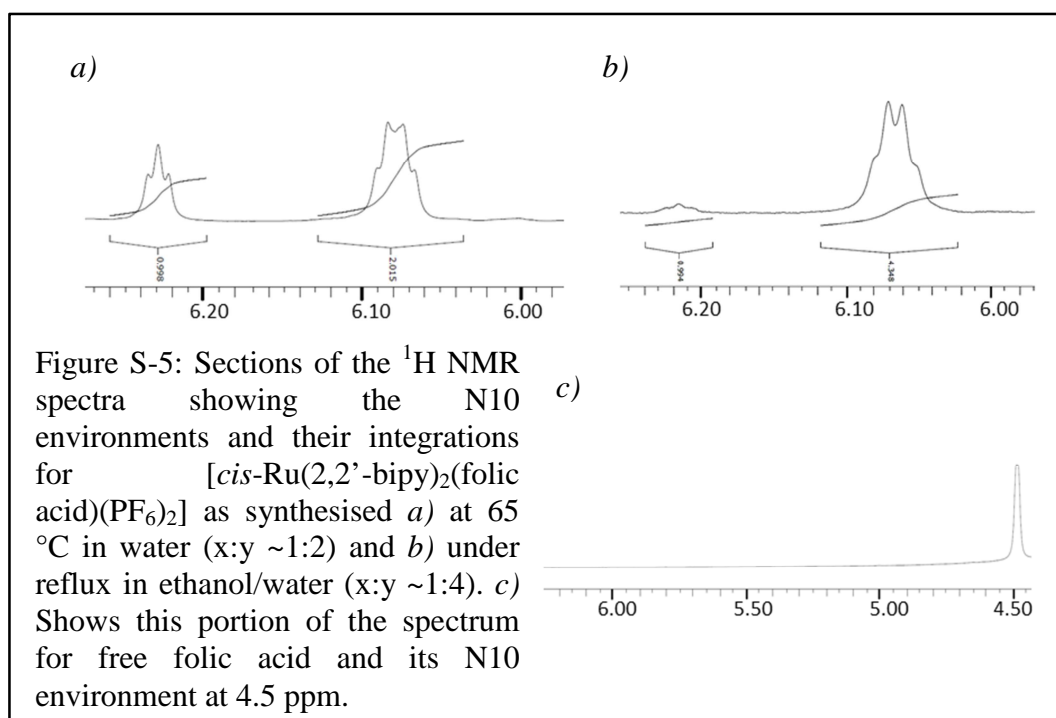 a)
b)
0.998
2.015
6.20
6.10
6.00
0.994
4.348
6.20
6.10
6.00
Figure S-5: Sections of the ¹H NMR
spectra showing the N10
environments and their integrations
for [cis-Ru(2,2’-bipy)₂(folic
acid)(PF₆)₂] as synthesised a) at 65
°C in water (x:y ~1:2) and b) under
reflux in ethanol/water (x:y ~1:4). c)
Shows this portion of the spectrum
for free folic acid and its N10
environment at 4.5 ppm.
c)
6.00
5.50
5.00
4.50